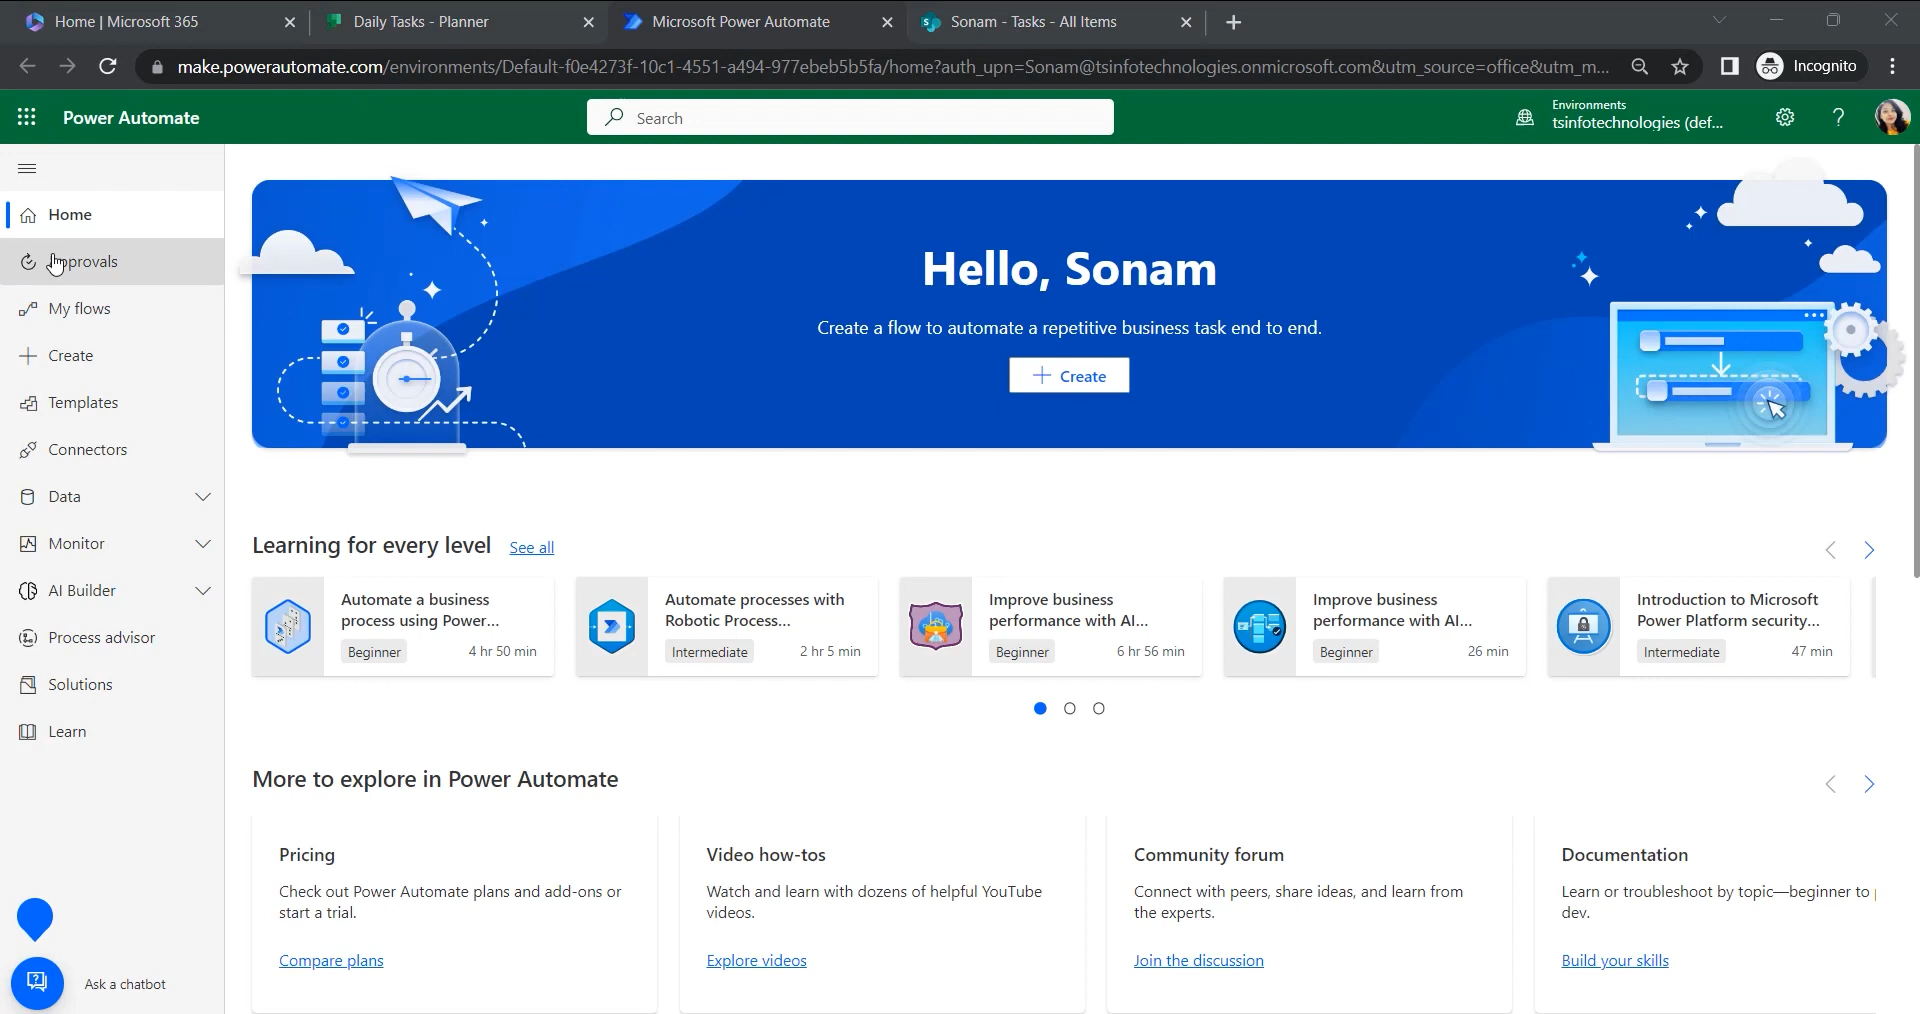 Home | Microsoft 365
Daily Tasks - Planner
Microsoft Power Automate
Sonam - Tasks - All Items
make.powerautomate.com/environments/Default-f0e4273f-10c1-4551-a494-977ebeb5b5fa/home?auth_upn=Sonam@tsinfotechnologies.onmicrosoft.com&utm_source=office&utm_m...
Incognito
Power Automate
Search
Environments
tsinfotechnologies (def...
Home
Approvals
My flows
Create
Templates
Connectors
Data
Monitor
AI Builder
Process advisor
Solutions
Learn
Ask a chatbot
Hello, Sonam
Create a flow to automate a repetitive business task end to end.
Create
Learning for every level See all
Automate a business
process using Power...
Beginner 4 hr 50 min
Automate processes with
Robotic Process...
Intermediate 2 hr 5 min
Improve business
performance with AI...
Beginner 6 hr 56 min
Improve business
performance with AI...
Beginner 26 min
Introduction to Microsoft
Power Platform security...
Intermediate 47 min
More to explore in Power Automate
Pricing
Check out Power Automate plans and add-ons or
start a trial.
Compare plans
Video how-tos
Watch and learn with dozens of helpful YouTube
videos.
Explore videos
Community forum
Connect with peers, share ideas, and learn from
the experts.
Join the discussion
Documentation
Learn or troubleshoot by topic—beginner to
dev.
Build your skills